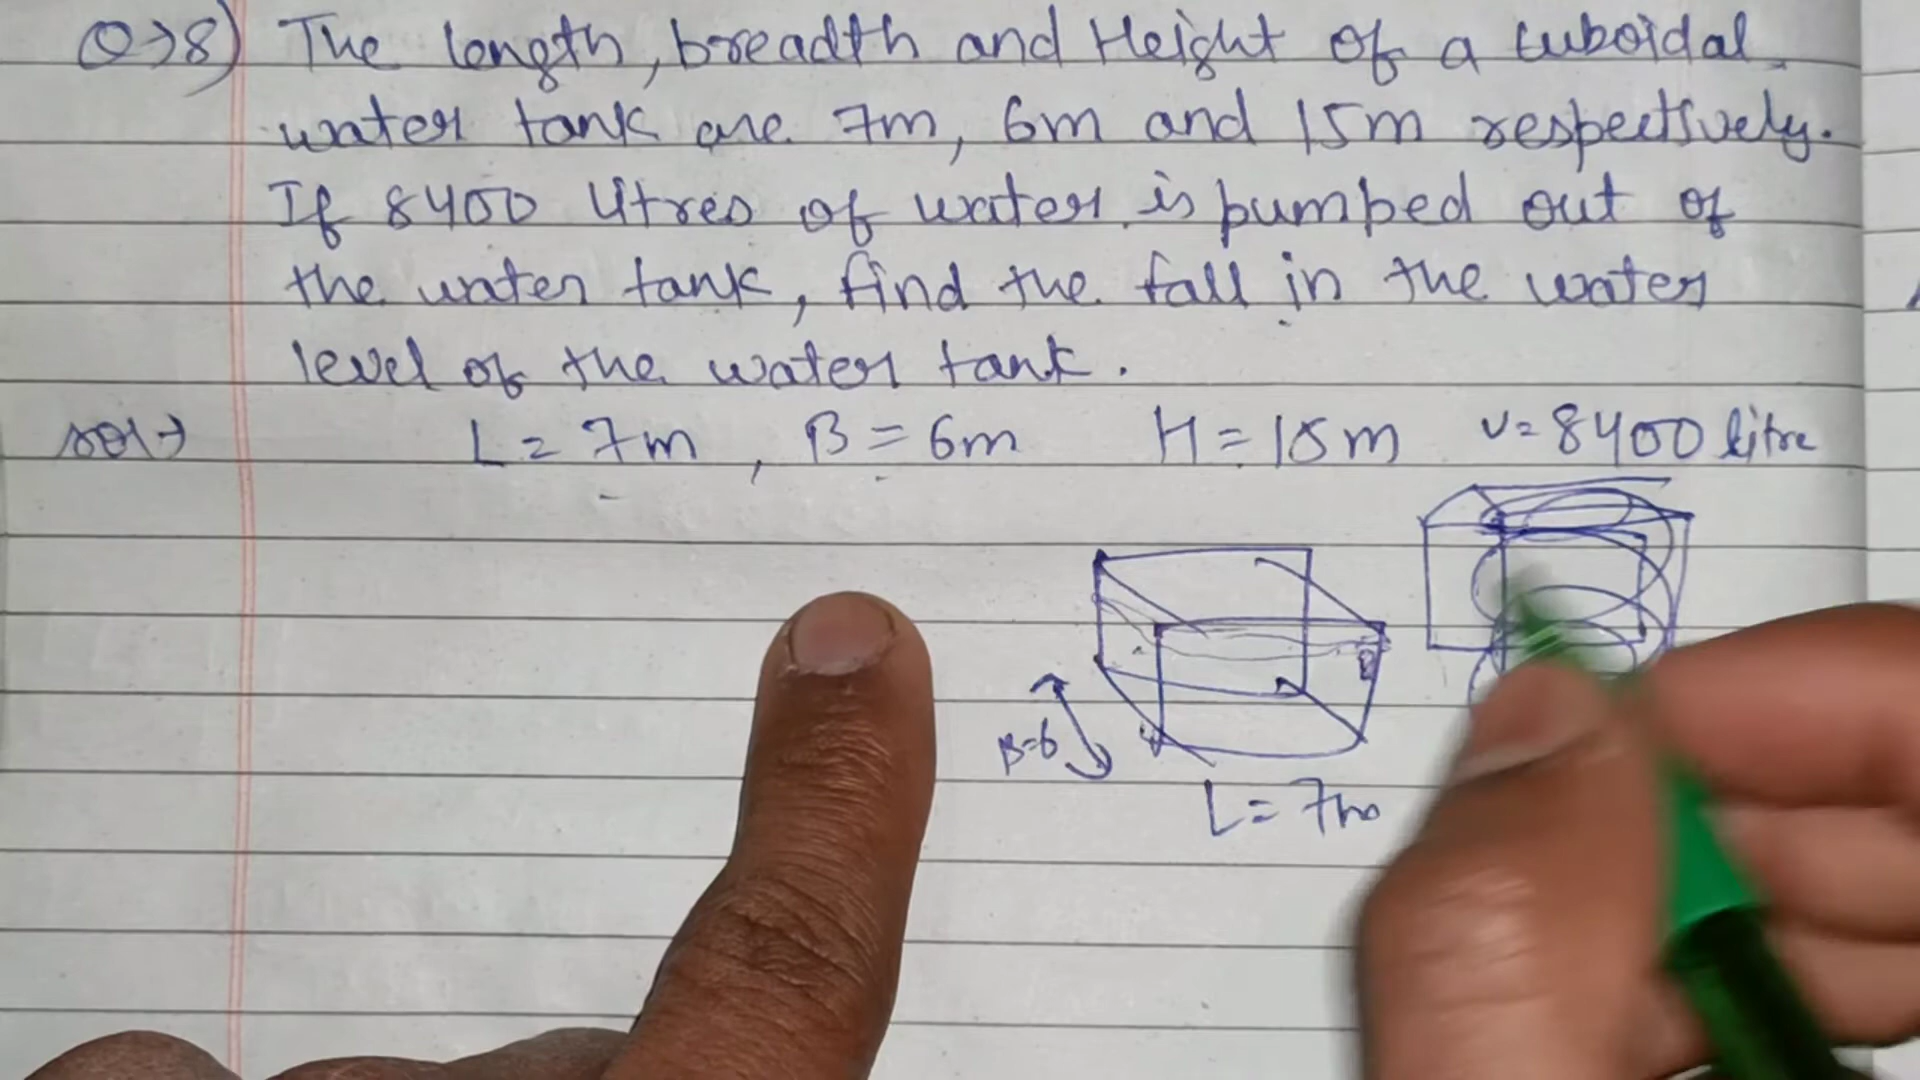 Q→8) The length, breadth and Height of a cuboidal
water tank are 7m, 6m and 15m respectively.
If 8400 litres of water is pumped out of
the water tank, find the fall in the water
level of the water tank.
sol→ L = 7m, B = 6m H = 15m V = 8400 litre
B=6
L = 7m